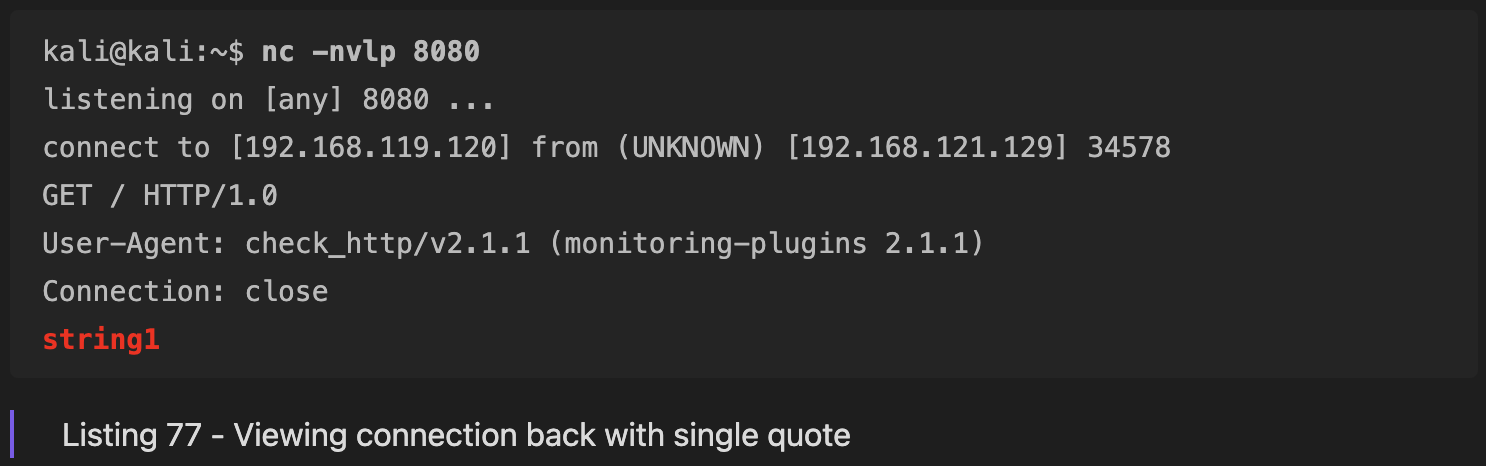 kali@kali:~$ nc -nvlp 8080
listening on [any] 8080 ...
connect to [192.168.119.120] from (UNKNOWN) [192.168.121.129] 34578
GET / HTTP/1.0
User-Agent: check_http/v2.1.1 (monitoring-plugins 2.1.1)
Connection: close
string1
Listing 77 - Viewing connection back with single quote